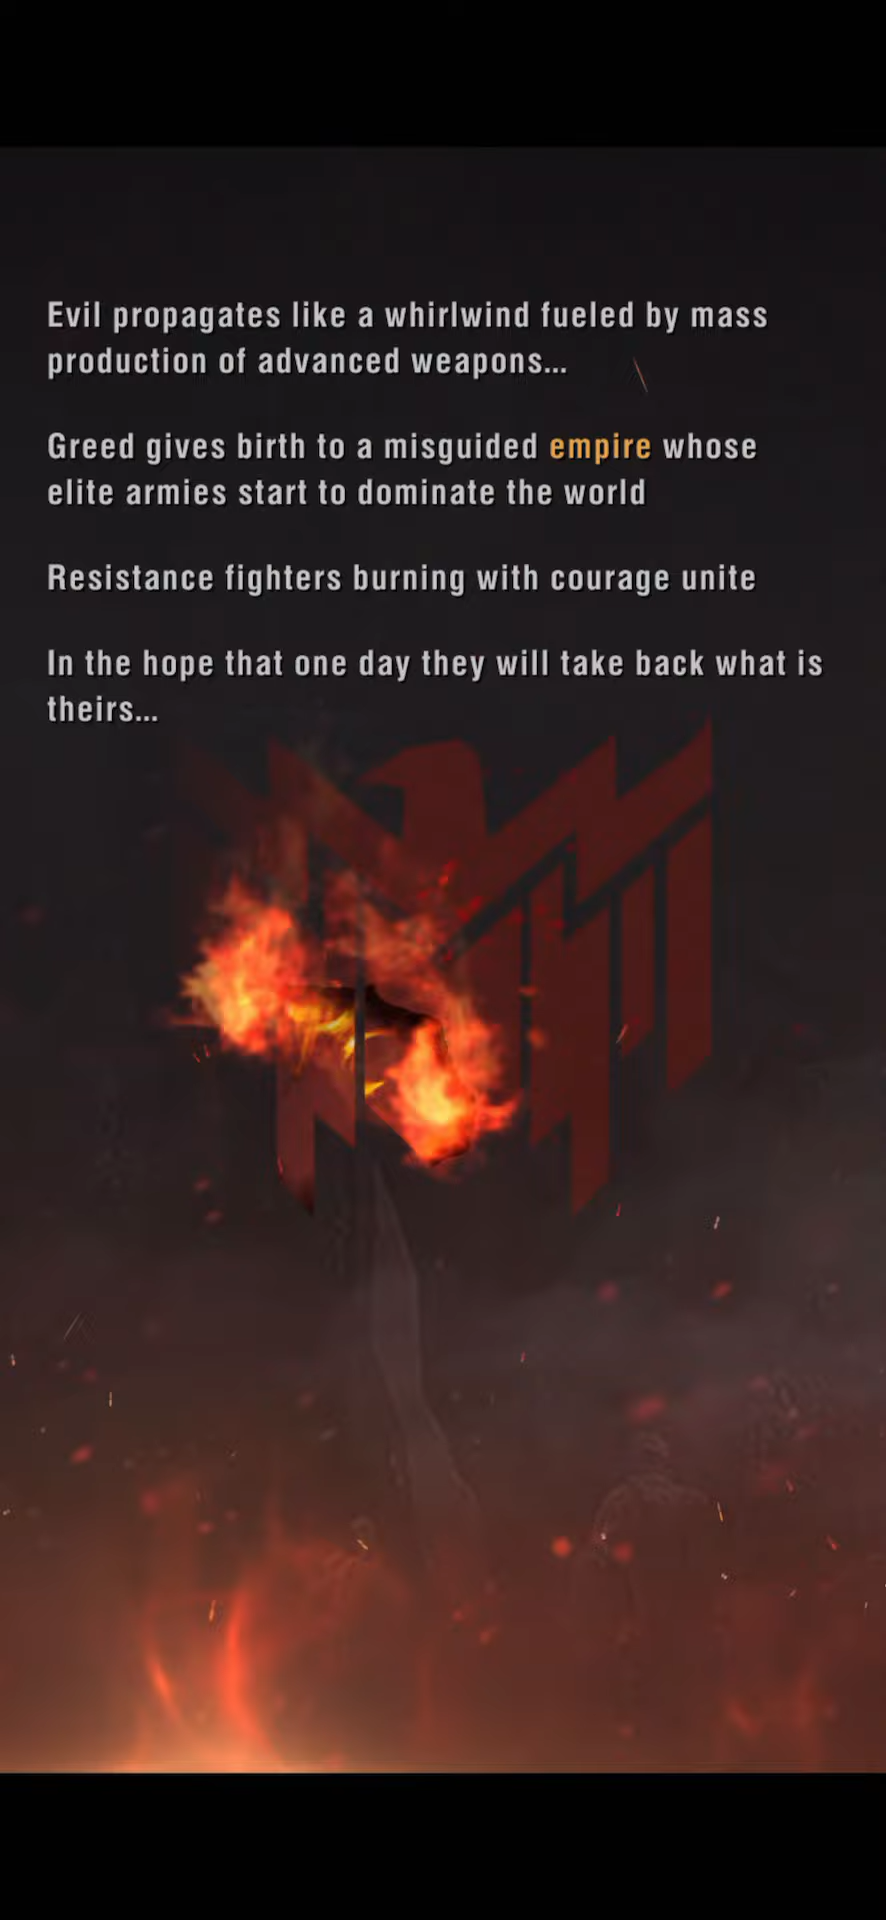 Evil propagates like a whirlwind fueled by mass
production of advanced weapons...
Greed gives birth to a misguided empire whose
elite armies start to dominate the world
Resistance fighters burning with courage unite
In the hope that one day they will take back what is
theirs...